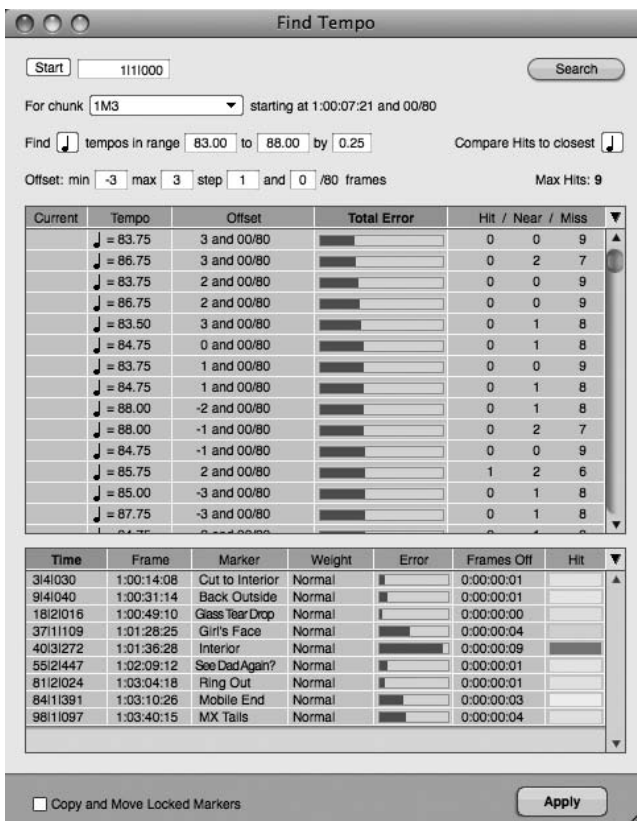 Find Tempo
Start 1|1|000 Search
For chunk 1M3 starting at 1:00:07:21 and 00/80
Find tempos in range 83.00 to 88.00 by 0.25 Compare Hits to closest
Offset: min -3 max 3 step 1 and 0 /80 frames Max Hits: 9
Current Tempo Offset Total Error Hit / Near / Miss
= 83.75 3 and 00/80 0 0 9
= 86.75 3 and 00/80 0 2 7
= 83.75 2 and 00/80 0 0 9
= 86.75 2 and 00/80 0 0 9
= 83.50 3 and 00/80 0 1 8
= 84.75 0 and 00/80 0 1 8
= 83.75 1 and 00/80 0 0 9
= 84.75 1 and 00/80 0 1 8
= 88.00 -2 and 00/80 0 1 8
= 88.00 -1 and 00/80 0 2 7
= 84.75 -1 and 00/80 0 0 9
= 85.75 2 and 00/80 1 2 6
= 85.00 -3 and 00/80 0 1 8
= 87.75 -3 and 00/80 0 1 8
Time Frame Marker Weight Error Frames Off Hit
3|4|030 1:00:14:08 Cut to Interior Normal 0:00:00:01
9|4|040 1:00:31:14 Back Outside Normal 0:00:00:01
18|2|016 1:00:49:10 Glass Tear Drop Normal 0:00:00:00
37|1|109 1:01:28:25 Girl's Face Normal 0:00:00:04
40|3|272 1:01:36:28 Interior Normal 0:00:00:09
55|2|447 1:02:09:12 See Dad Again? Normal 0:00:00:01
81|2|024 1:03:04:18 Ring Out Normal 0:00:00:01
84|1|391 1:03:10:26 Mobile End Normal 0:00:00:03
98|1|097 1:03:40:15 MX Tails Normal 0:00:00:04
Copy and Move Locked Markers Apply